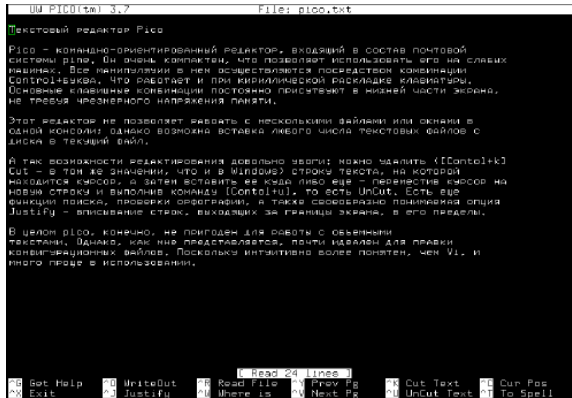 UW PICO(tm) 3.7 File: pico.txt
Текстовый редактор Pico
Pico - командно-ориентированный редактор, входящий в состав почтовой
системы pine. Он очень компактен, что позволяет использовать его на слабых
машинах. Все манипуляции в нем осуществляются посредством комбинации
Control+буква, что работает и при кириллической раскладке клавиатуры.
Основные клавишные комбинации постоянно присутвуют в нижней части экрана,
не требуя чрезмерного напряжения памяти.
Этот редактор не позволяет рабоать с несколькими файлами или окнами в
одной консоли; однако возможна вставка любого числа текстовых файлов с
диска в текущий файл.
А так возможности редактирования довольно убоги: можно удалить ([Contol+k]
Cut - в том же значении, что и в Windows) строку текста, на которой
находится курсор, а затем вставить ее куда либо еще - переместив курсор на
новую строку и выполнив команду [Contol+u], то есть UnCut. Есть еще
функции поиска, проверки орфографии, а также своеобразно понимаемая опция
Justify - вписывание строк, выходящих за границы экрана, в его пределы.
В целом pico, конечно, не пригоден для работы с объемными
текстами. Однако, как мне представляется, почти идеален для правки
конфигурационных файлов. Поскольку интуитивно более понятен, чем Vi, и
много проще в использовании.
[ Read 24 lines ]
^G Get Help ^O WriteOut ^R Read File ^Y Prev Pg ^K Cut Text ^C Cur Pos
^X Exit ^J Justify ^W Where is ^V Next Pg ^U UnCut Text ^T To Spell